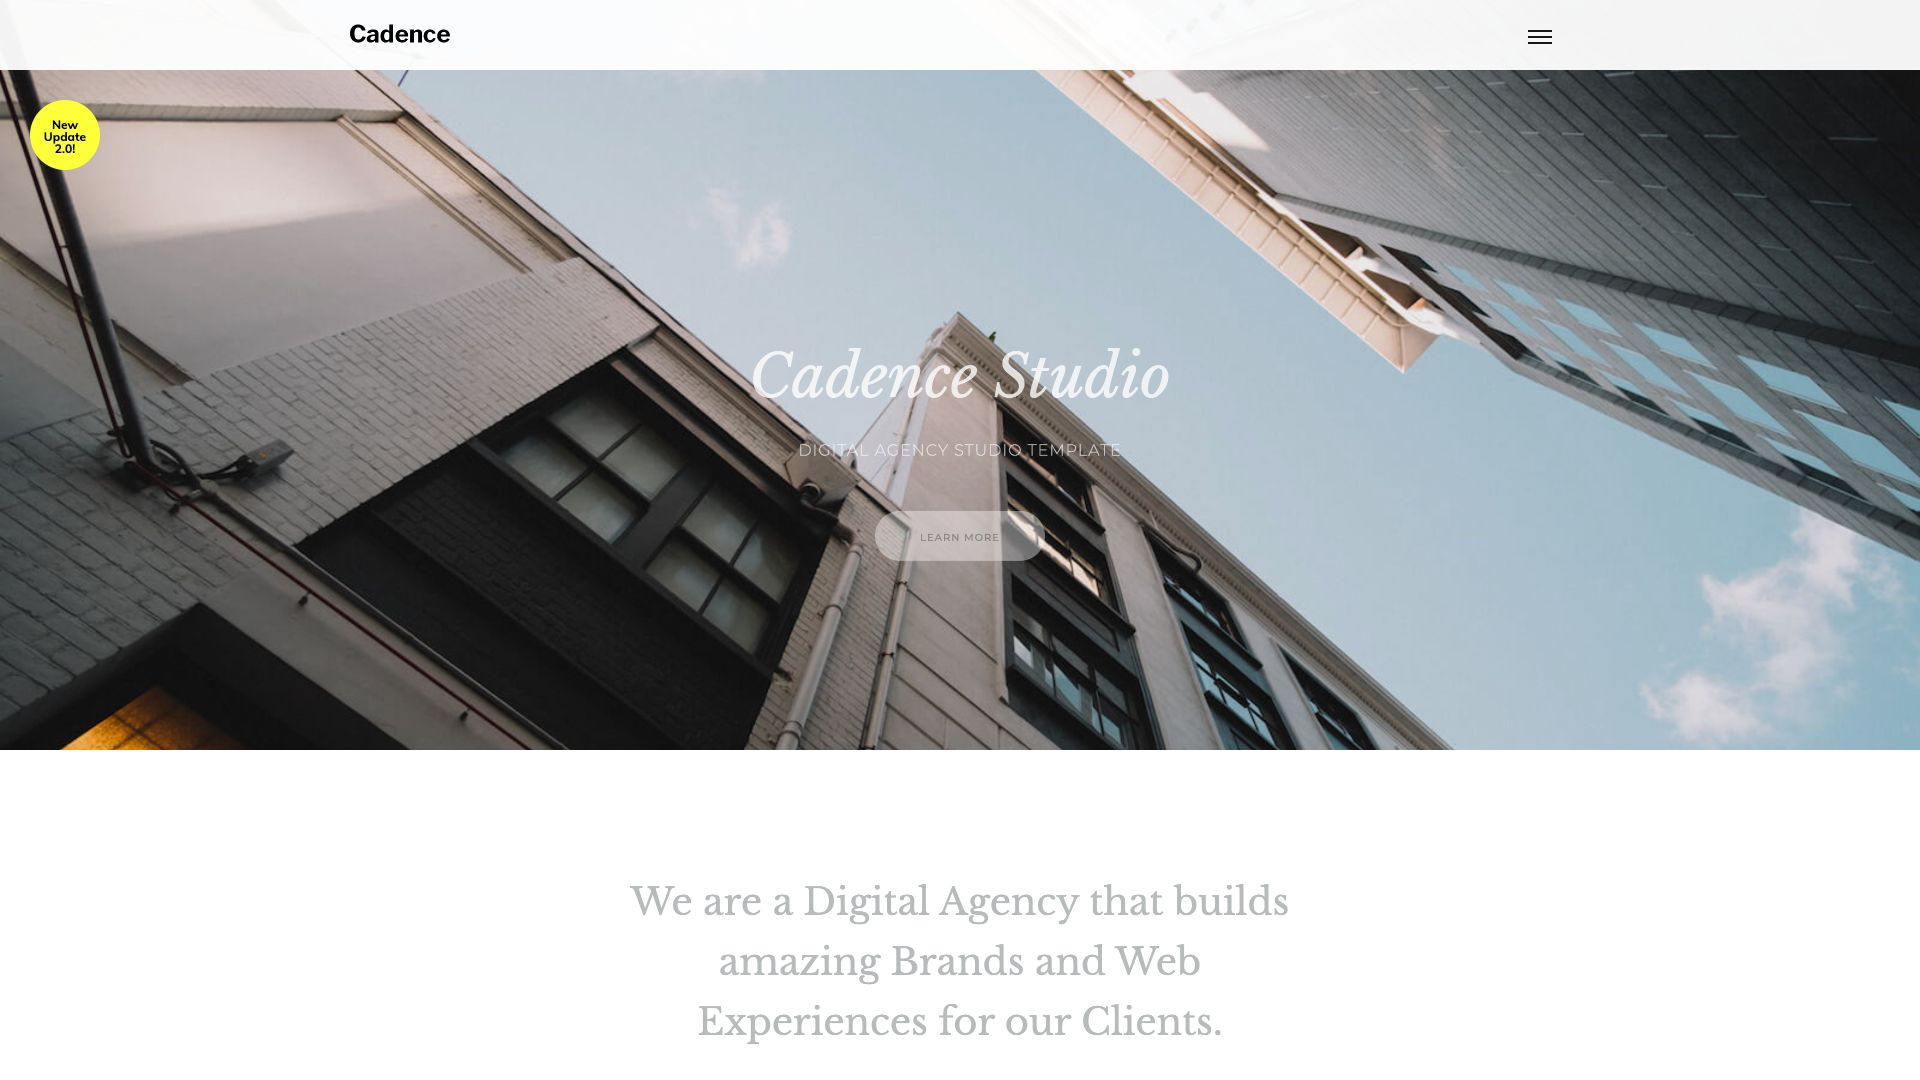 Cadence
New
Update
2.0!
Cadence Studio
DIGITAL AGENCY STUDIO TEMPLATE
LEARN MORE
We are a Digital Agency that builds
amazing Brands and Web
Experiences for our Clients.